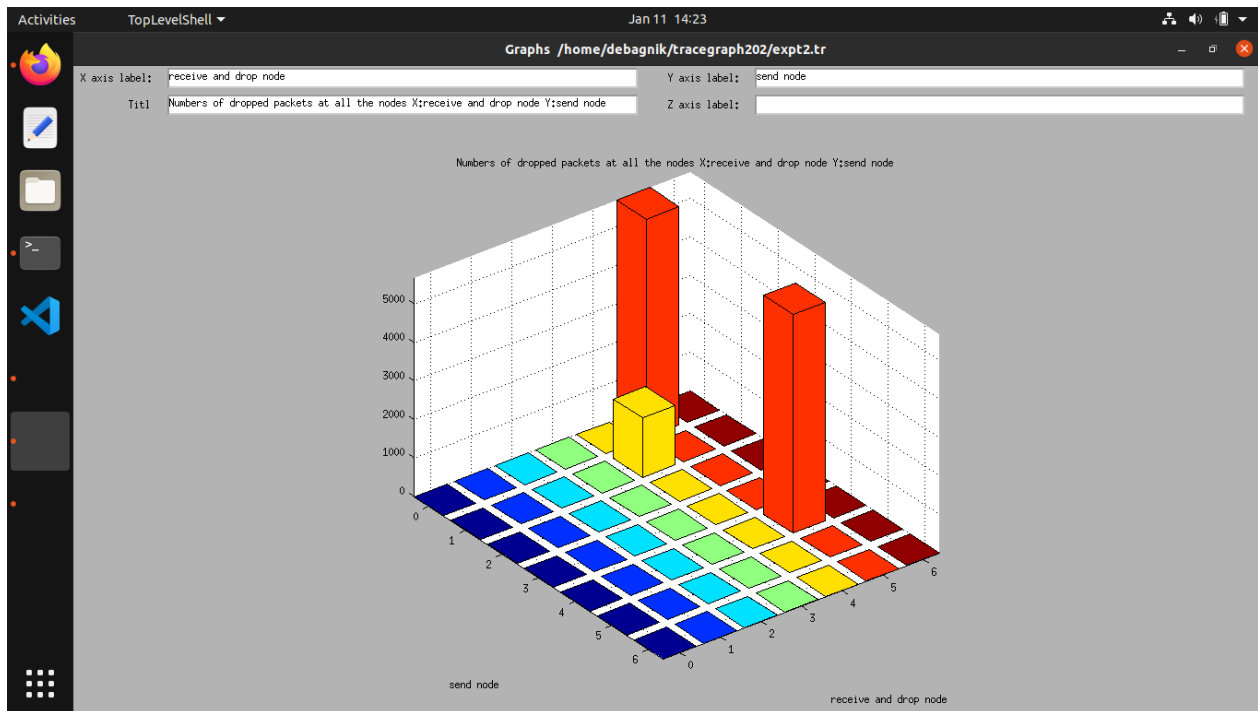 Activities TopLevelShell Jan 11 14:23
Graphs /home/debagnik/tracegraph202/expt2.tr
X axis label: receive and drop node Y axis label: send node
Titl Numbers of dropped packets at all the nodes X:receive and drop node Y:send node Z axis label:
Numbers of dropped packets at all the nodes X:receive and drop node Y:send node
5000
4000
3000
2000
1000
0
0
1
2
3
4
5
6
0
1
2
3
4
5
6
send node
receive and drop node